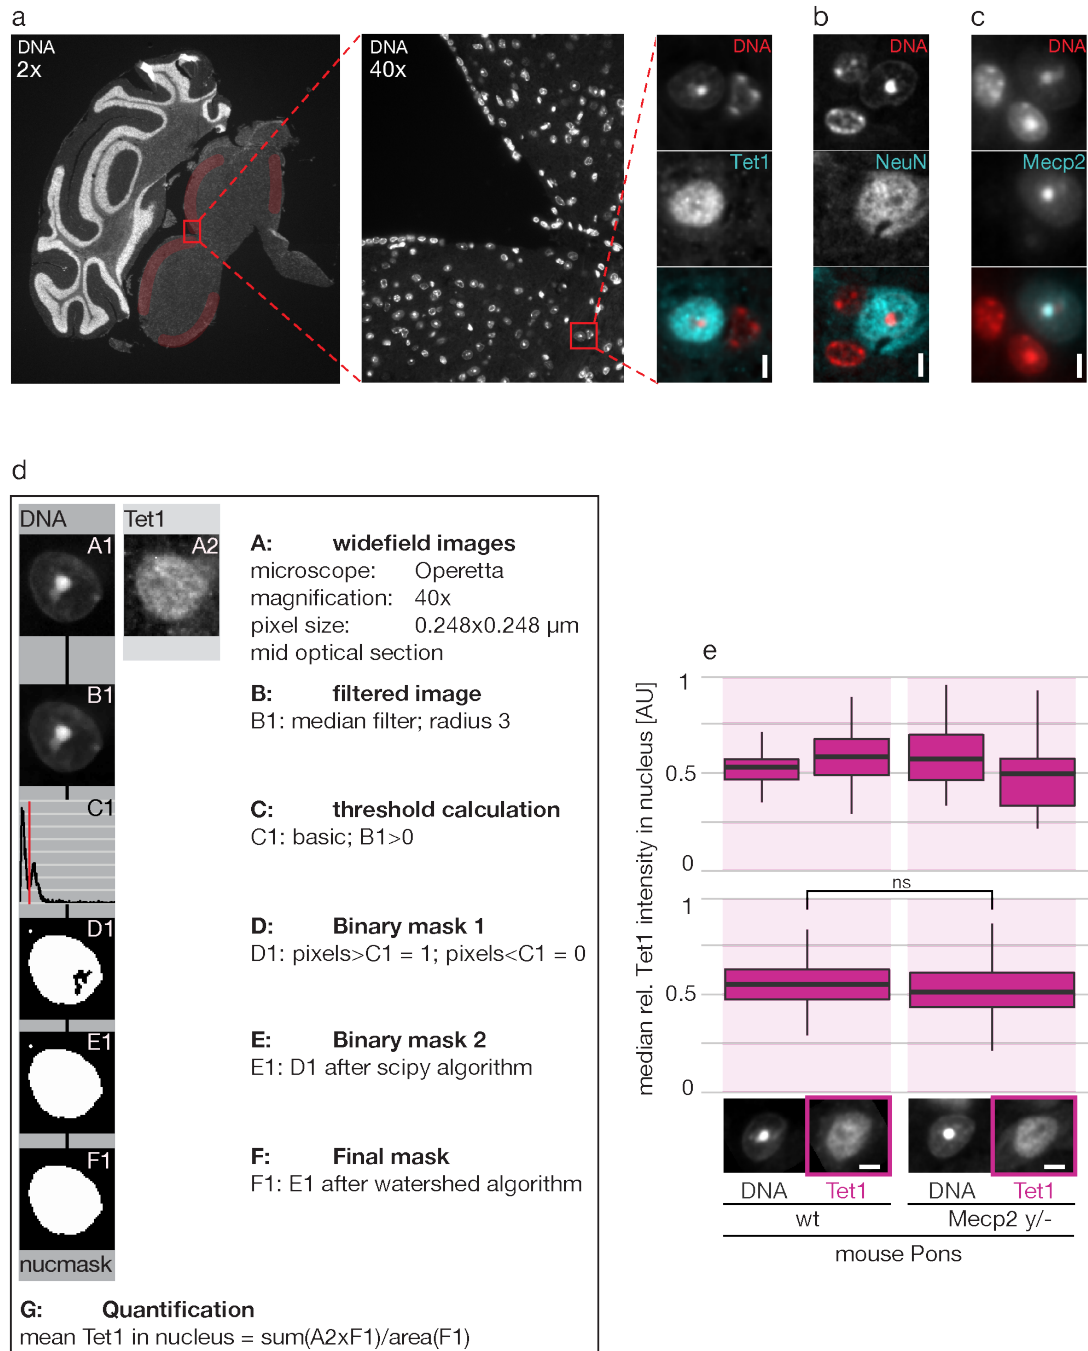 a
b
c
DNA
2x
DNA
40x
DNA
Tet1
DNA
NeuN
DNA
Mecp2
d
DNA
Tet1
A1
A2
A: widefield images
microscope: Operetta
magnification: 40x
pixel size: 0.248x0.248 µm
mid optical section
B1
B: filtered image
B1: median filter; radius 3
C1
C: threshold calculation
C1: basic; B1>0
D1
D: Binary mask 1
D1: pixels>C1 = 1; pixels<C1 = 0
E1
E: Binary mask 2
E1: D1 after scipy algorithm
F1
F: Final mask
F1: E1 after watershed algorithm
nucmask
G: Quantification
mean Tet1 in nucleus = sum(A2xF1)/area(F1)
e
median rel. Tet1 intensity in nucleus [AU]
1
0.5
0
ns
1
0.5
0
DNA Tet1 DNA Tet1
wt Mecp2 y/-
mouse Pons